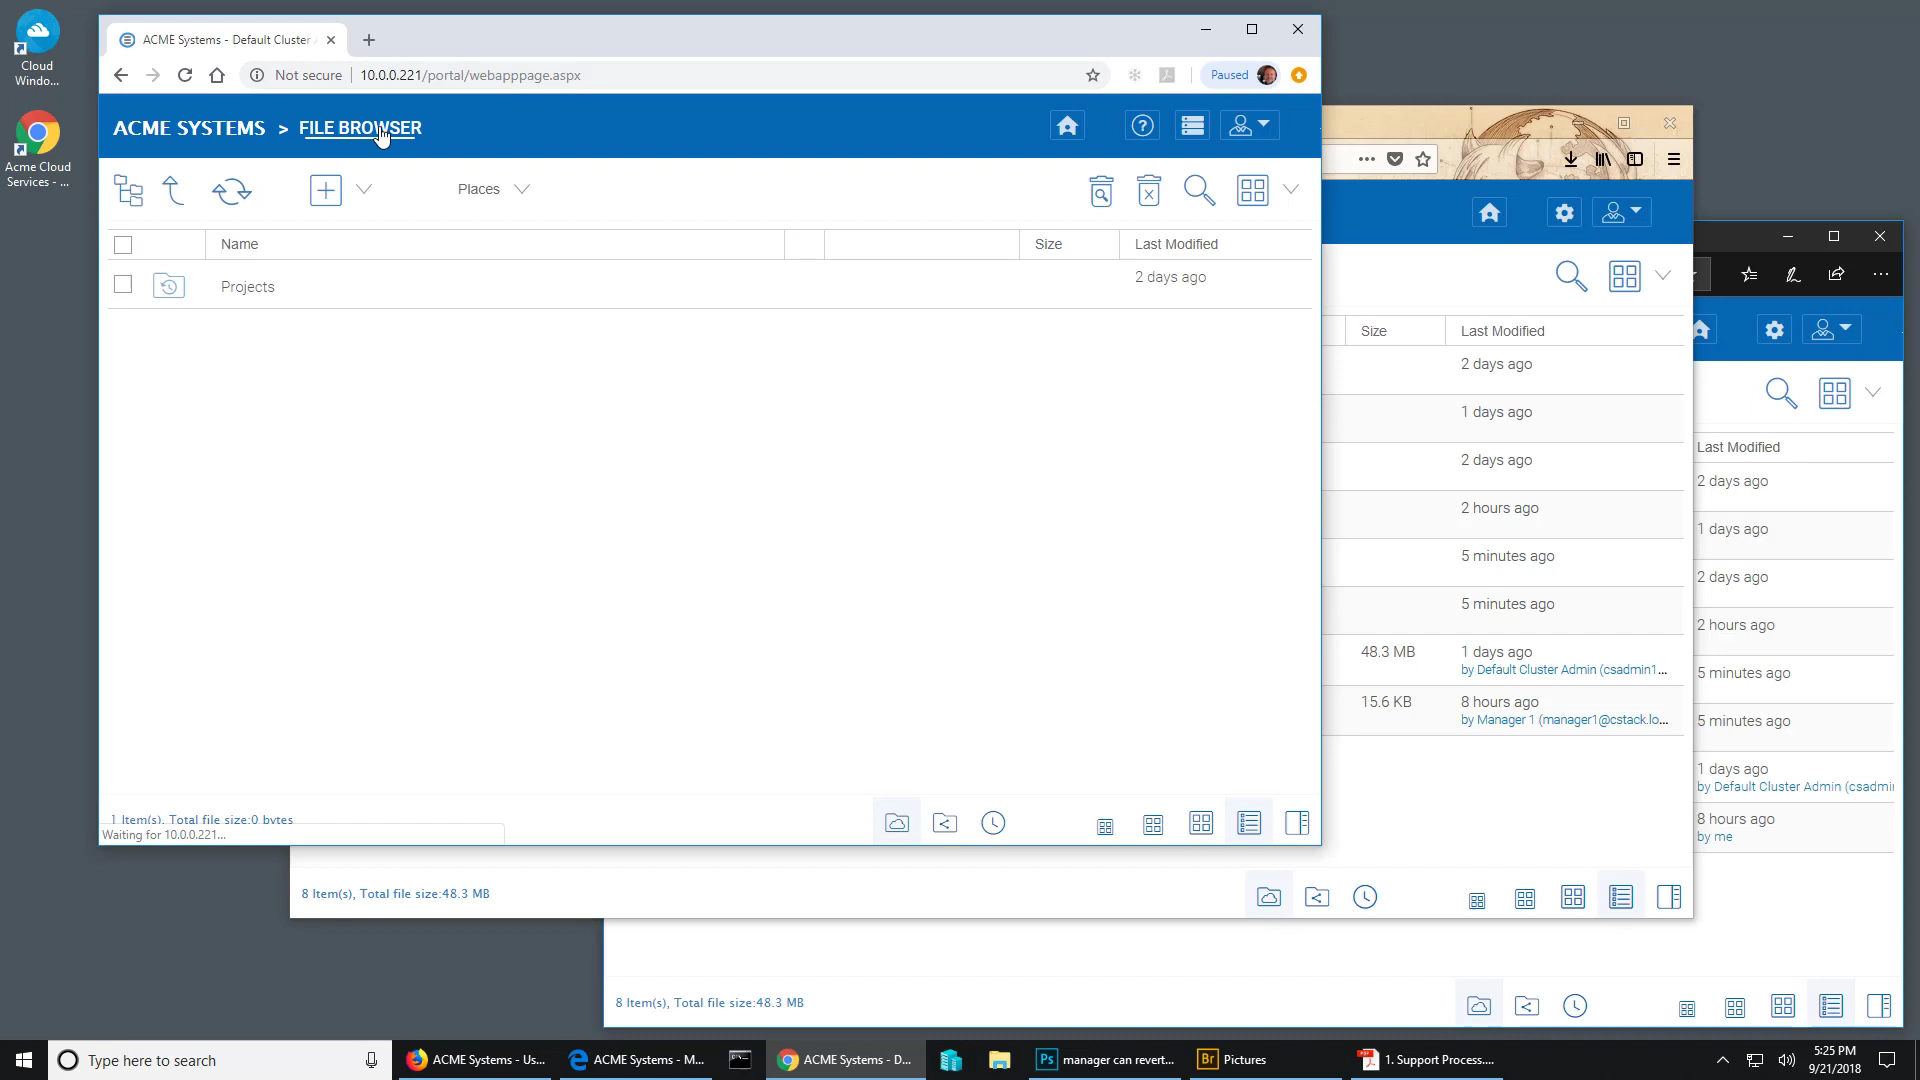 Cloud
Windo...
Acme Cloud
Services - ...
ACME Systems - Default Cluster
Not secure
10.0.0.221/portal/webapppage.aspx
Paused
ACME SYSTEMS > FILE BROWSER
Places
Name
Size
Last Modified
Projects
2 days ago
1 Item(s), Total file size:0 bytes
Waiting for 10.0.0.221...
Size
Last Modified
2 days ago
1 days ago
2 days ago
2 hours ago
5 minutes ago
5 minutes ago
48.3 MB
1 days ago
by Default Cluster Admin (csadmin1...
15.6 KB
8 hours ago
by Manager 1 (manager1@cstack.lo...
8 Item(s), Total file size:48.3 MB
Last Modified
2 days ago
1 days ago
2 days ago
2 hours ago
5 minutes ago
5 minutes ago
1 days ago
by Default Cluster Admin (csadmi
8 hours ago
by me
8 Item(s), Total file size:48.3 MB
Type here to search
ACME Systems - Us...
ACME Systems - M...
ACME Systems - D...
Ps
manager can revert...
Br
Pictures
1. Support Process....
5:25 PM
9/21/2018